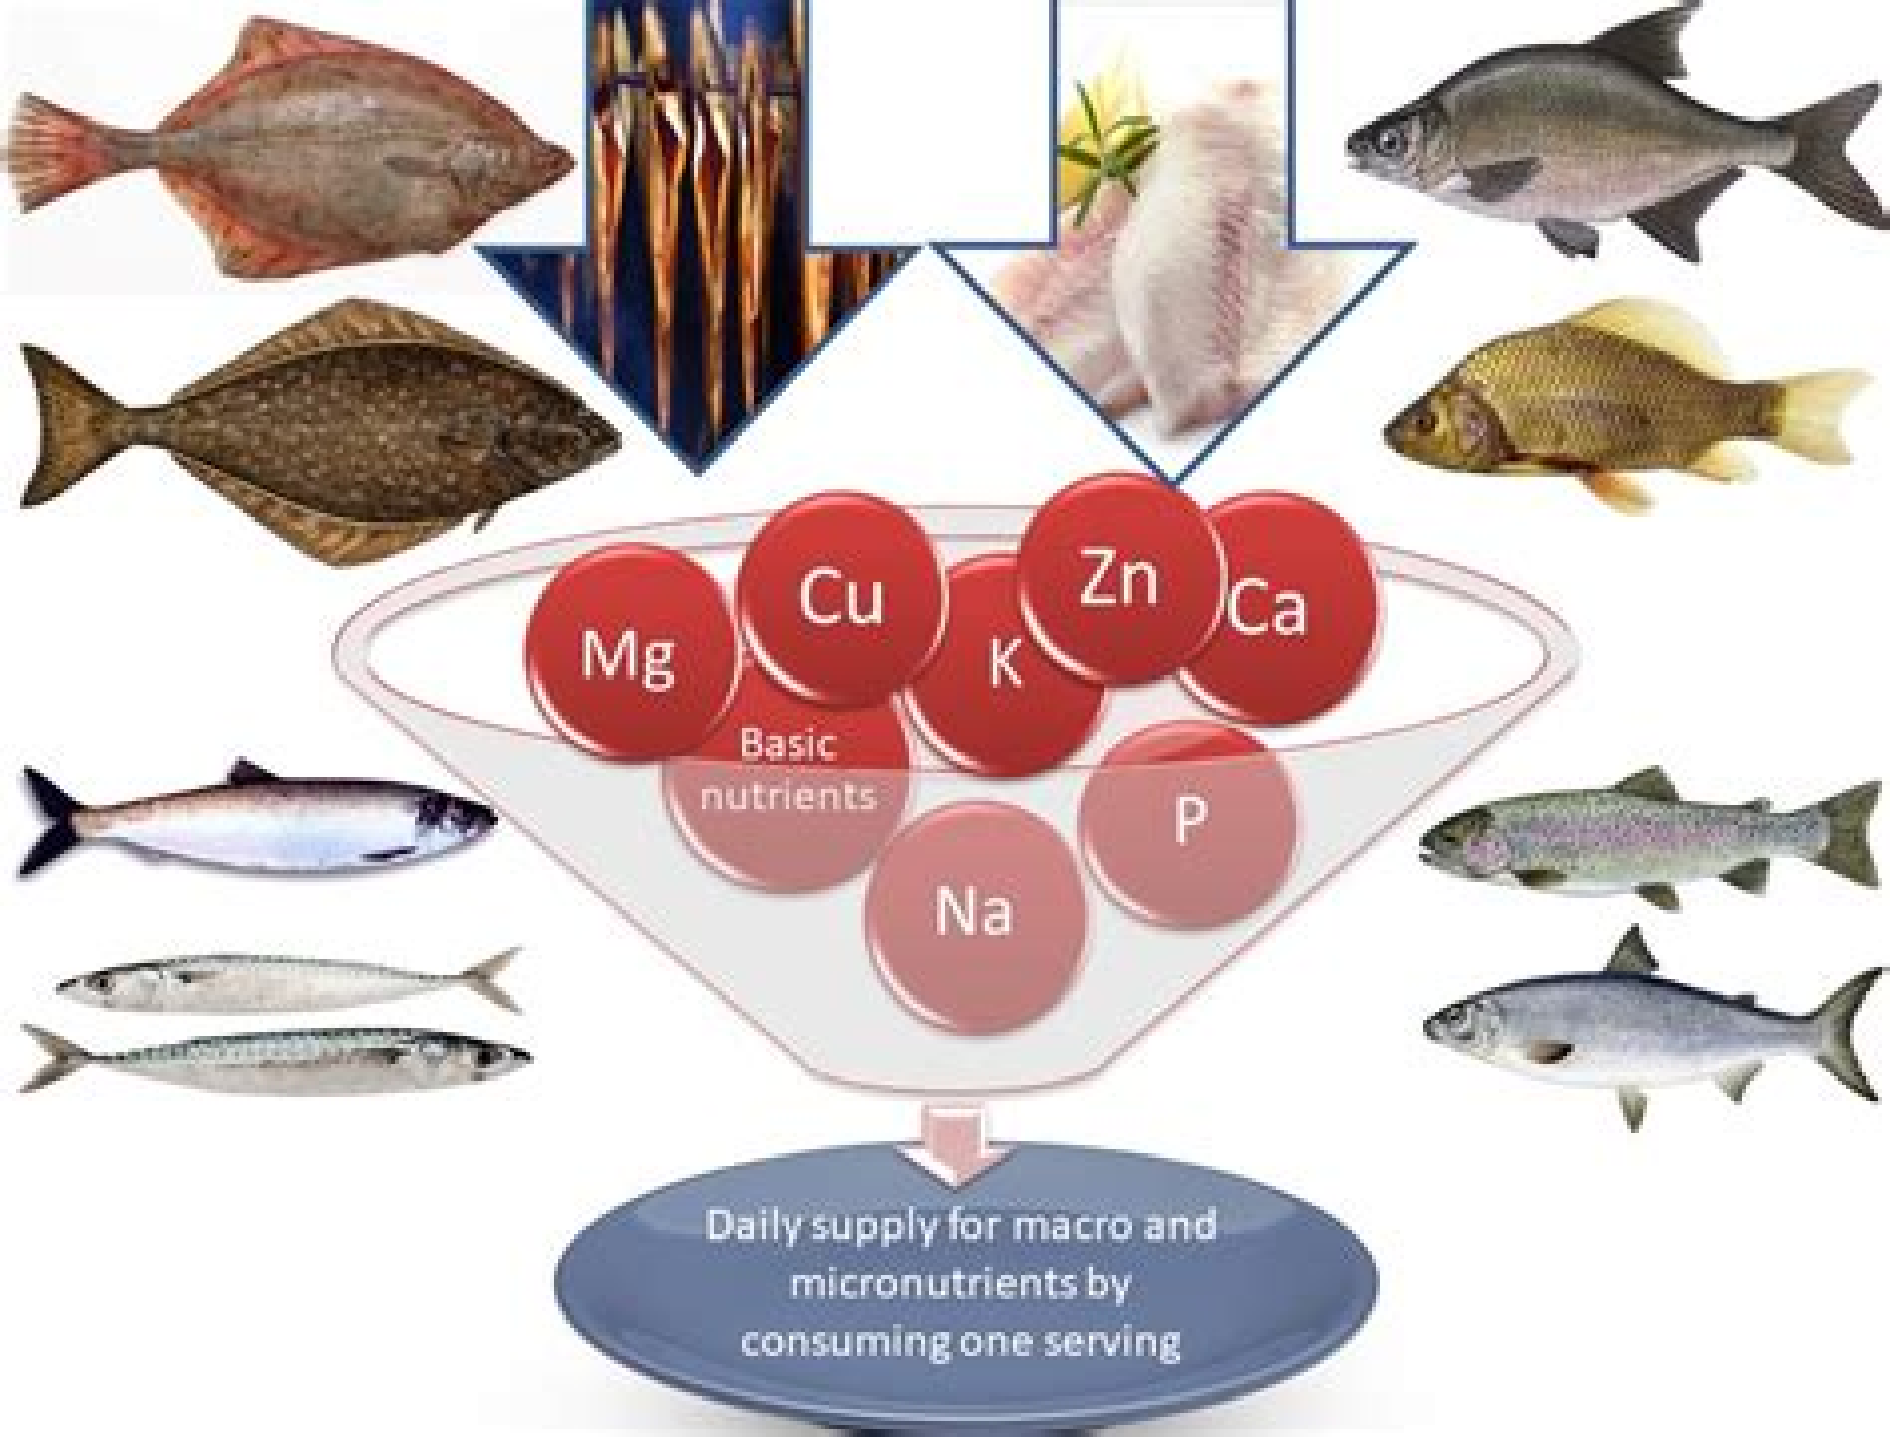 Zn
Cu
Ca
Mg
K
Basic
nutrients
P
Na
Daily supply for macro and
micronutrients by
consuming one serving